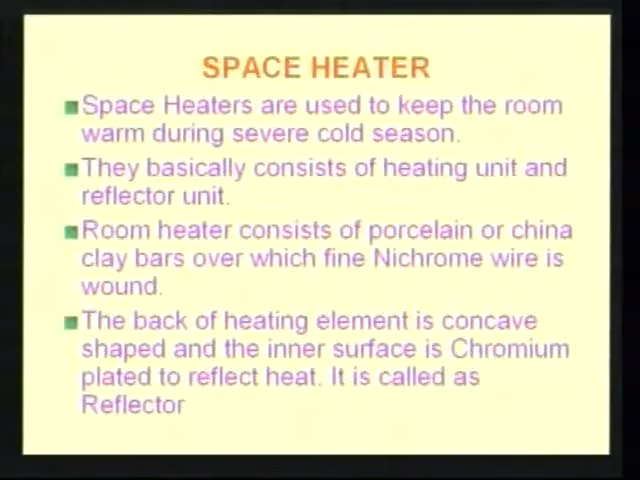 SPACE HEATER
Space Heaters are used to keep the room
warm during severe cold season.
They basically consists of heating unit and
reflector unit.
Room heater consists of porcelain or china
clay bars over which fine Nichrome wire is
wound.
The back of heating element is concave
shaped and the inner surface is Chromium
plated to reflect heat. It is called as
Reflector